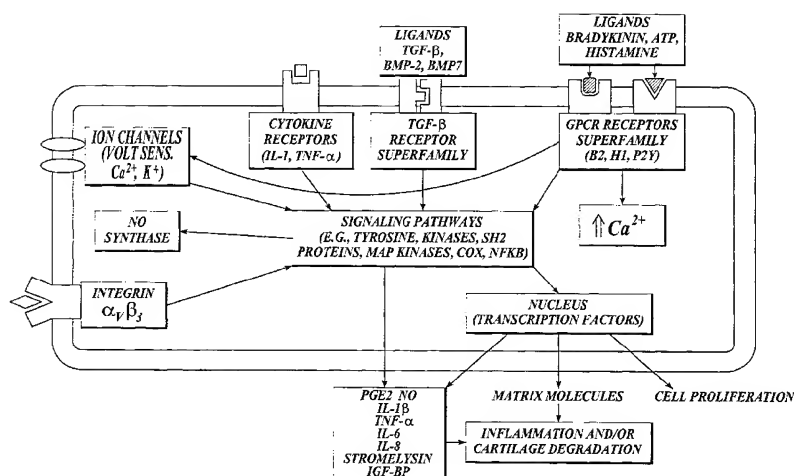 LIGANDS
TGF-β,
BMP-2, BMP7
LIGANDS
BRADYKININ, ATP,
HISTAMINE
ION CHANNELS
(VOLT SENS.
Ca²⁺, K⁺)
CYTOKINE
RECEPTORS
(IL-1, TNF-α)
TGF-β
RECEPTOR
SUPERFAMILY
GPCR RECEPTORS
SUPERFAMILY
(B2, H1, P2Y)
NO
SYNTHASE
SIGNALING PATHWAYS
(E.G., TYROSINE, KINASES, SH2
PROTEINS, MAP KINASES, COX, NFKB)
⇑ Ca²⁺
INTEGRIN
αVβ3
NUCLEUS
(TRANSCRIPTION FACTORS)
PGE2 NO
IL-1β
TNF-α
IL-6
IL-8
STROMELYSIN
IGF-BP
MATRIX MOLECULES
CELL PROLIFERATION
INFLAMMATION AND/OR
CARTILAGE DEGRADATION